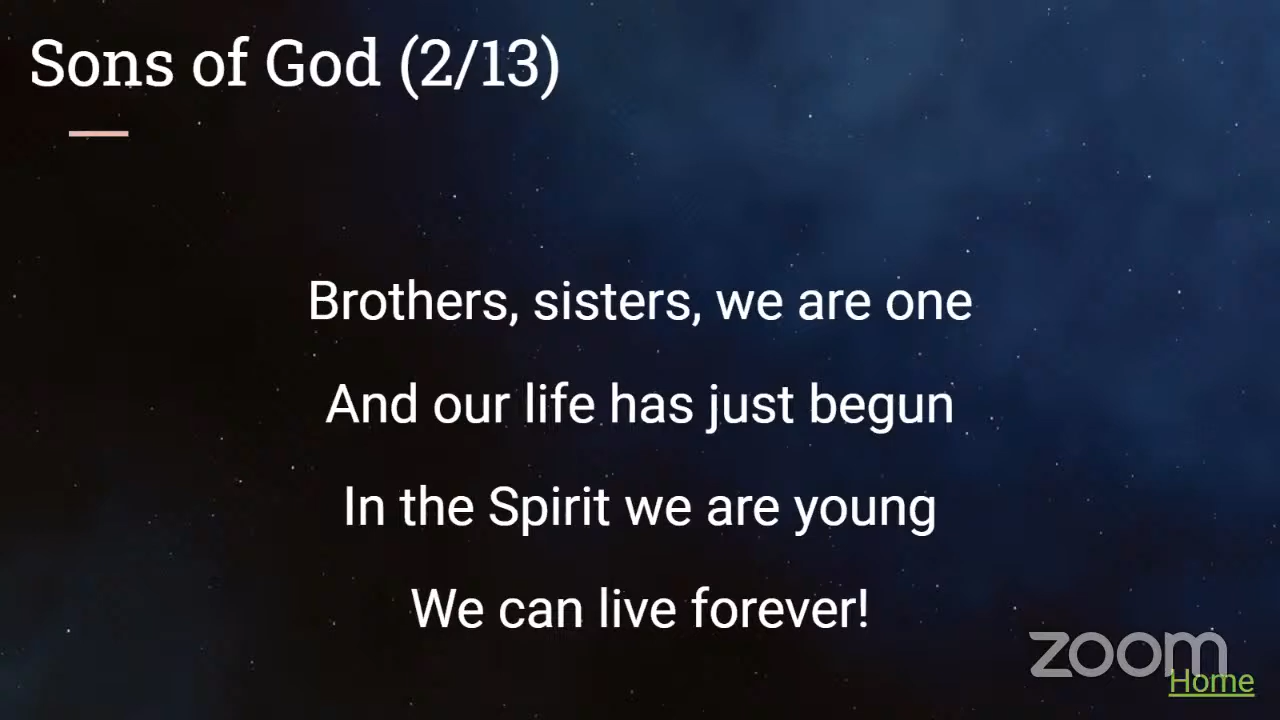 Sons of God (2/13)
Brothers, sisters, we are one
And our life has just begun
In the Spirit we are young
We can live forever!
zoom
Home